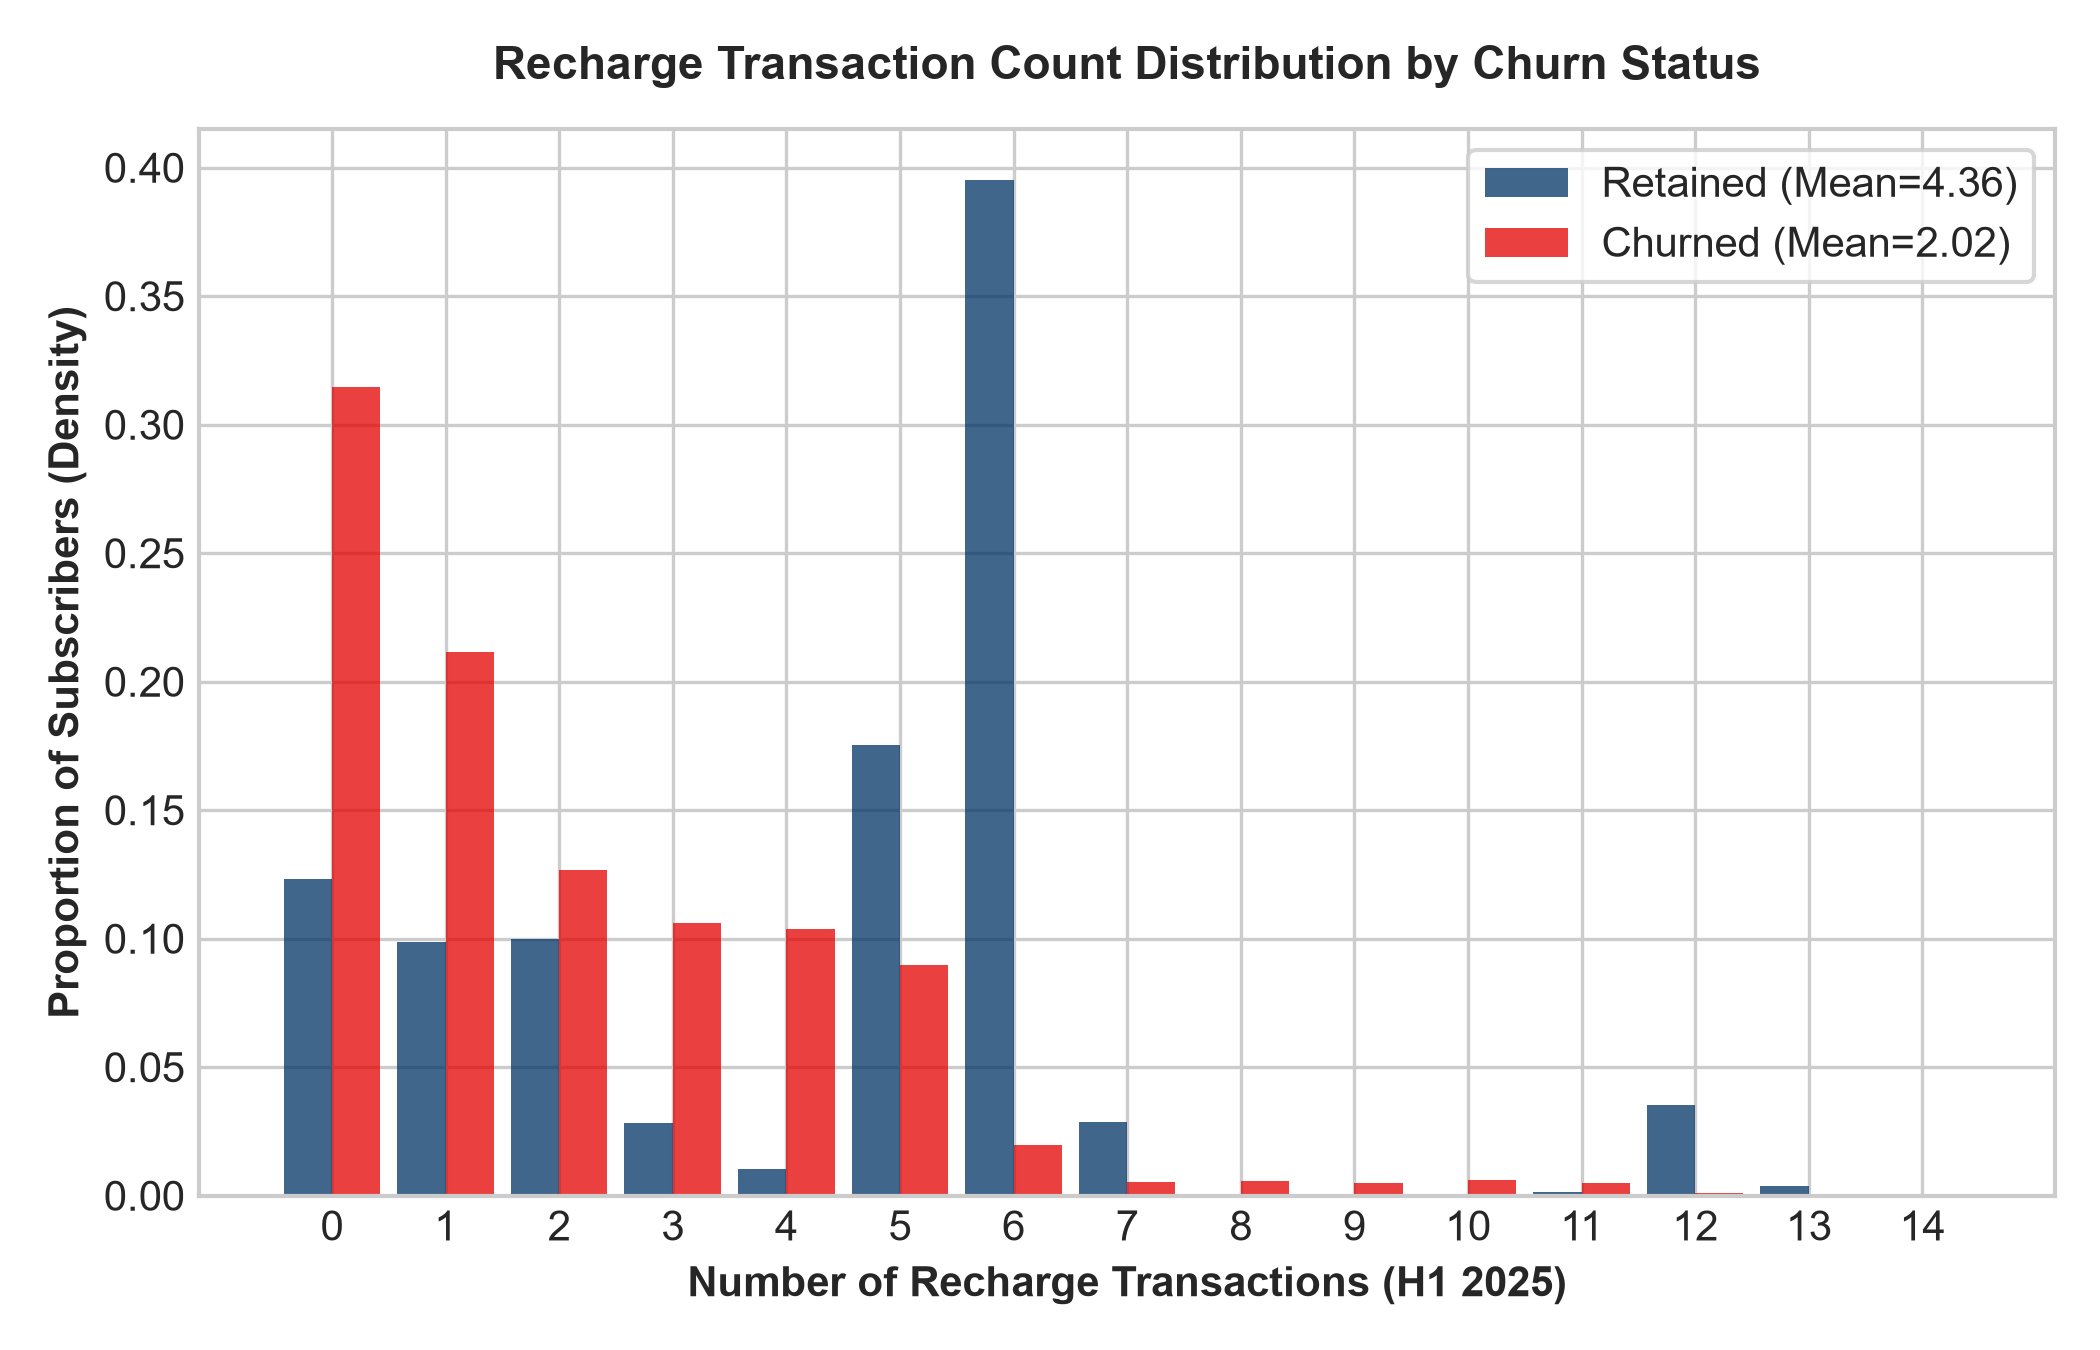 Recharge Transaction Count Distribution by Churn Status
Retained (Mean=4.36)
Churned (Mean=2.02)
Proportion of Subscribers (Density)
0.40
0.35
0.30
0.25
0.20
0.15
0.10
0.05
0.00
0 1 2 3 4 5 6 7 8 9 10 11 12 13 14
Number of Recharge Transactions (H1 2025)